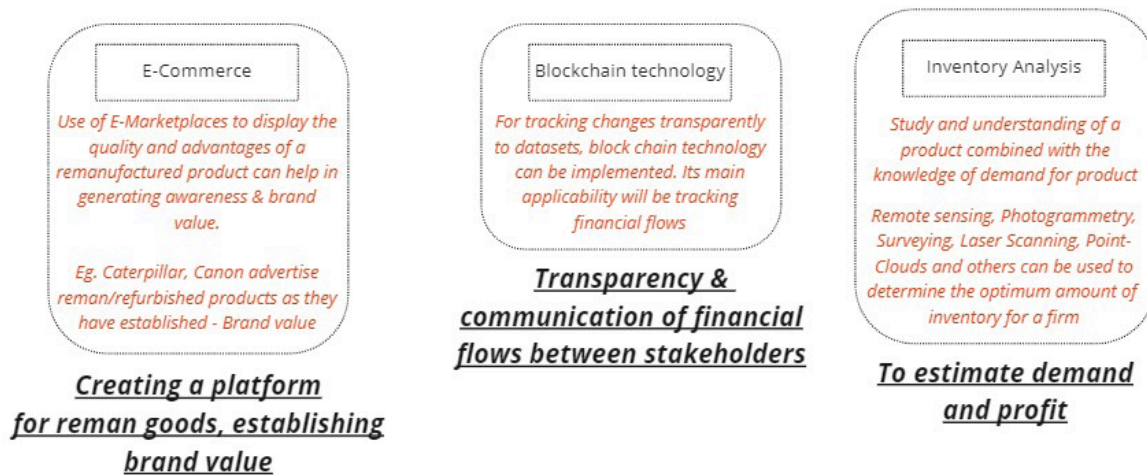 E-Commerce
Use of E-Marketplaces to display the
quality and advantages of a
remanufactured product can help in
generating awareness & brand
value.
Eg. Caterpillar, Canon advertise
reman/refurbished products as they
have established - Brand value
Creating a platform
for reman goods, establishing
brand value
Blockchain technology
For tracking changes transparently
to datasets, block chain technology
can be implemented. Its main
applicability will be tracking
financial flows
Transparency &
communication of financial
flows between stakeholders
Inventory Analysis
Study and understanding of a
product combined with the
knowledge of demand for product
Remote sensing, Photogrammetry,
Surveying, Laser Scanning, Point-
Clouds and others can be used to
determine the optimum amount of
inventory for a firm
To estimate demand
and profit